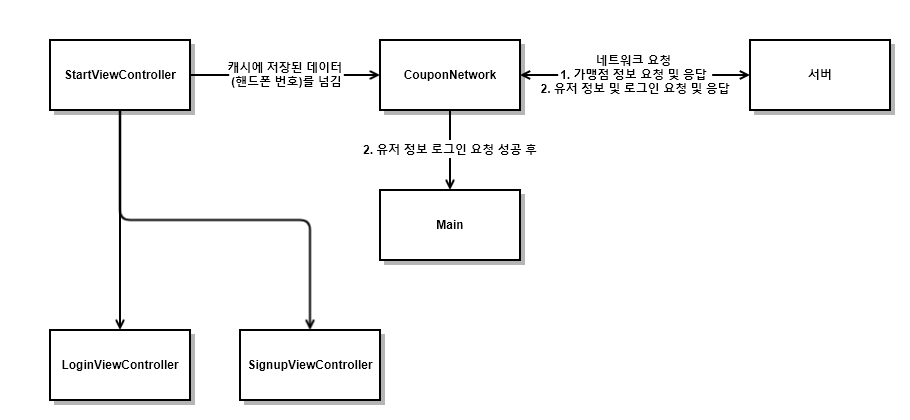 StartViewController
캐시에 저장된 데이터
(핸드폰 번호)를 넘김
CouponNetwork
네트워크 요청
1. 가맹점 정보 요청 및 응답
2. 유저 정보 및 로그인 요청 및 응답
서버
2. 유저 정보 로그인 요청 성공 후
Main
LoginViewController
SignupViewController